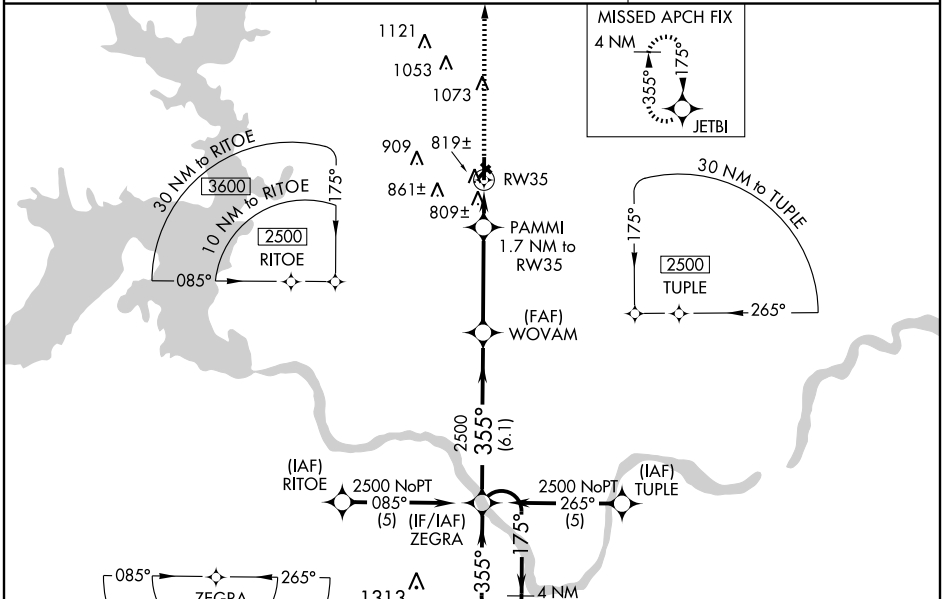 MISSED APCH FIX
4 NM
355°
175°
JETBI
1121
1053
1073
909
819±
861±
809±
RW35
PAMMI
1.7 NM to
RW35
30 NM to RITOE
3600
10 NM to RITOE
2500
RITOE
175°
085°
30 NM to TUPLE
175°
2500
TUPLE
265°
(FAF)
WOVAM
2500
355°
(6.1)
(IAF)
RITOE
2500 NoPT
085°
(5)
(IF/IAF)
ZEGRA
2500 NoPT
265°
(5)
(IAF)
TUPLE
355°
175°
4 NM
1313
085°
265°
ZEGRA